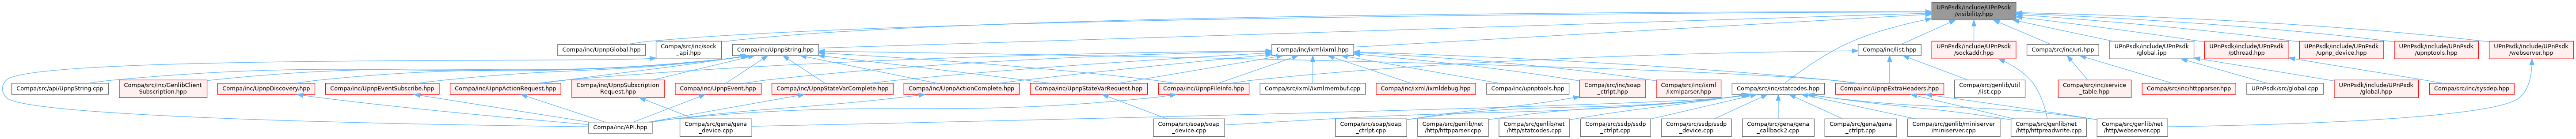 UPnPsdk/include/UPnPsdk
/visibility.hpp
Compa/inc/UpnpGlobal.hpp
Compa/src/inc/sock
_api.hpp
Compa/inc/UpnpString.hpp
Compa/inc/ixml/ixml.hpp
Compa/inc/list.hpp
UPnPsdk/include/UPnPsdk
/sockaddr.hpp
Compa/src/inc/uri.hpp
UPnPsdk/include/UPnPsdk
/global.ipp
UPnPsdk/include/UPnPsdk
/pthread.hpp
UPnPsdk/include/UPnPsdk
/upnp_device.hpp
UPnPsdk/include/UPnPsdk
/upnptools.hpp
UPnPsdk/include/UPnPsdk
/webserver.hpp
Compa/src/api/UpnpString.cpp
Compa/src/inc/GenlibClient
Subscription.hpp
Compa/inc/UpnpDiscovery.hpp
Compa/inc/UpnpEventSubscribe.hpp
Compa/inc/UpnpActionRequest.hpp
Compa/inc/UpnpSubscription
Request.hpp
Compa/inc/UpnpEvent.hpp
Compa/inc/UpnpStateVarComplete.hpp
Compa/inc/UpnpActionComplete.hpp
Compa/inc/UpnpStateVarRequest.hpp
Compa/inc/UpnpFileInfo.hpp
Compa/src/ixml/ixmlmembuf.cpp
Compa/inc/ixml/ixmldebug.hpp
Compa/inc/upnptools.hpp
Compa/src/inc/soap
_ctrlpt.hpp
Compa/src/inc/ixml
/ixmlparser.hpp
Compa/src/inc/statcodes.hpp
Compa/inc/UpnpExtraHeaders.hpp
Compa/src/genlib/util
/list.cpp
Compa/src/inc/service
_table.hpp
Compa/src/inc/httpparser.hpp
UPnPsdk/src/global.cpp
UPnPsdk/include/UPnPsdk
/global.hpp
Compa/src/inc/sysdep.hpp
Compa/inc/API.hpp
Compa/src/gena/gena
_device.cpp
Compa/src/soap/soap
_device.cpp
Compa/src/soap/soap
_ctrlpt.cpp
Compa/src/genlib/net
/http/httpparser.cpp
Compa/src/genlib/net
/http/statcodes.cpp
Compa/src/ssdp/ssdp
_ctrlpt.cpp
Compa/src/ssdp/ssdp
_device.cpp
Compa/src/gena/gena
_callback2.cpp
Compa/src/gena/gena
_ctrlpt.cpp
Compa/src/genlib/miniserver
/miniserver.cpp
Compa/src/genlib/net
/http/httpreadwrite.cpp
Compa/src/genlib/net
/http/webserver.cpp